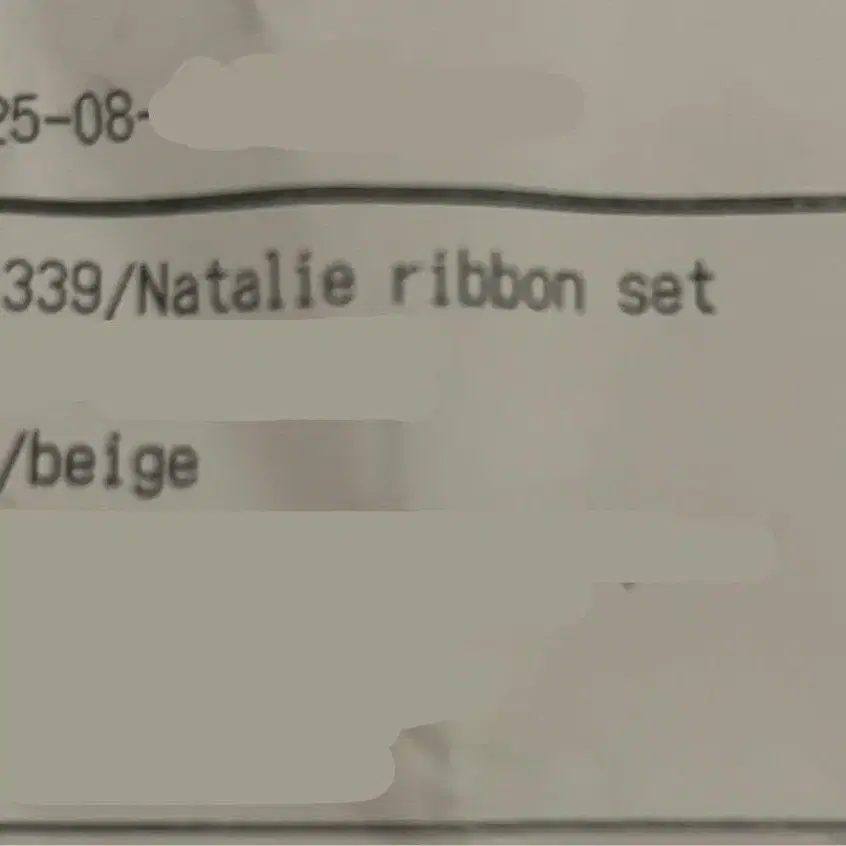 25-08-
339/Natalie ribbon set
/beige